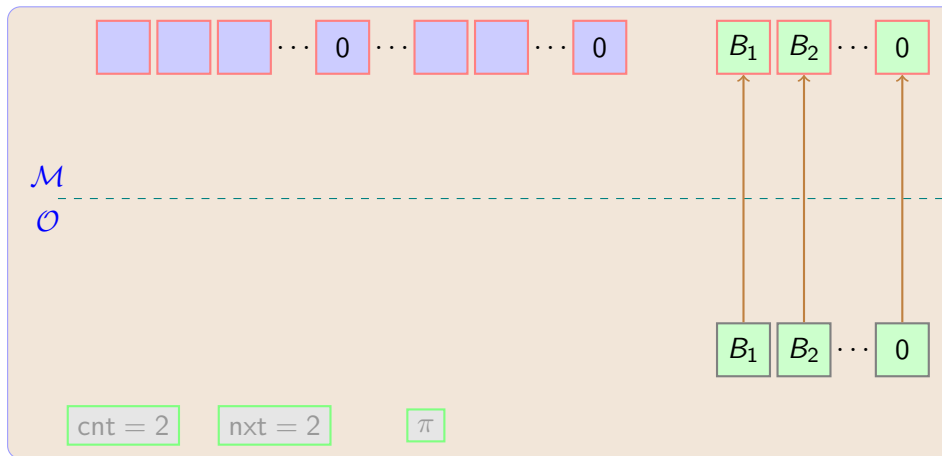 ⋯ 0 ⋯ ⋯ 0 B₁ B₂ ⋯ 0
ℳ
𝒪
B₁ B₂ ⋯ 0
cnt = 2 nxt = 2 π